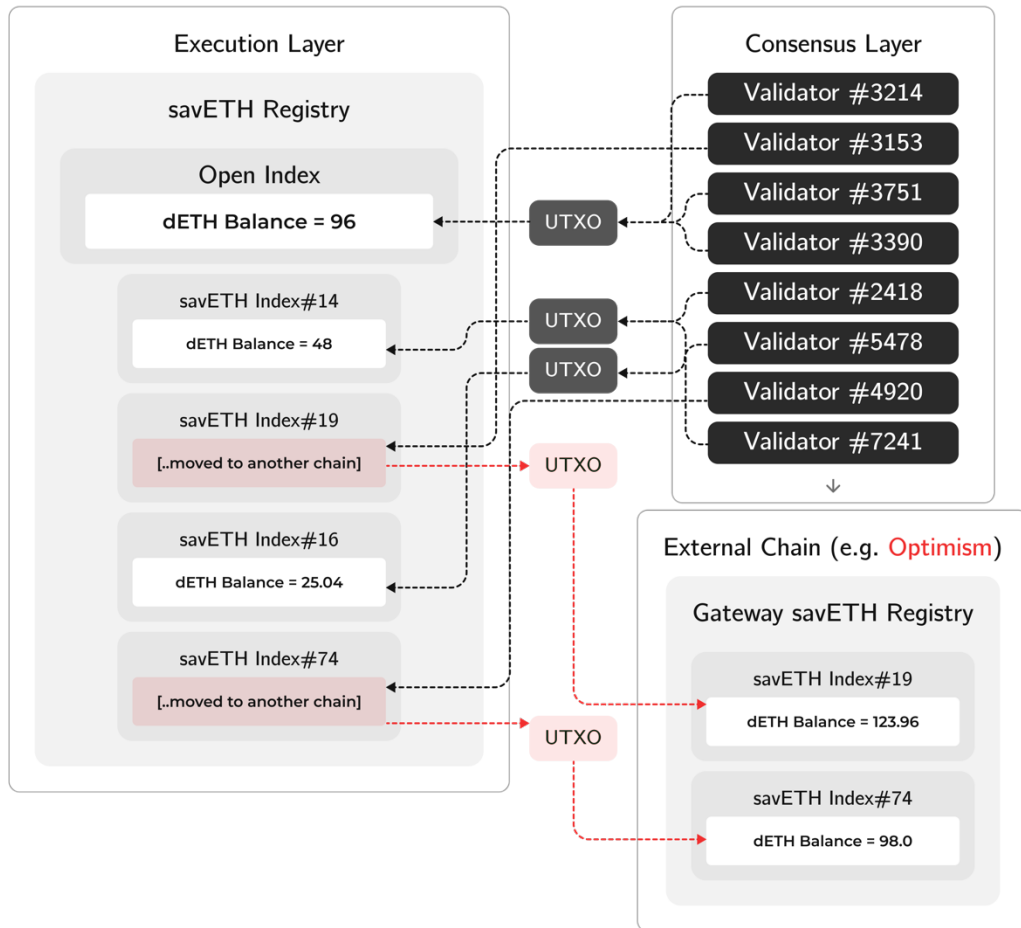 Execution Layer
savETH Registry
Open Index
dETH Balance = 96
savETH Index#14
dETH Balance = 48
savETH Index#19
[..moved to another chain]
savETH Index#16
dETH Balance = 25.04
savETH Index#74
[..moved to another chain]
UTXO
UTXO
UTXO
UTXO
UTXO
Consensus Layer
Validator #3214
Validator #3153
Validator #3751
Validator #3390
Validator #2418
Validator #5478
Validator #4920
Validator #7241
External Chain (e.g. Optimism)
Gateway savETH Registry
savETH Index#19
dETH Balance = 123.96
savETH Index#74
dETH Balance = 98.0